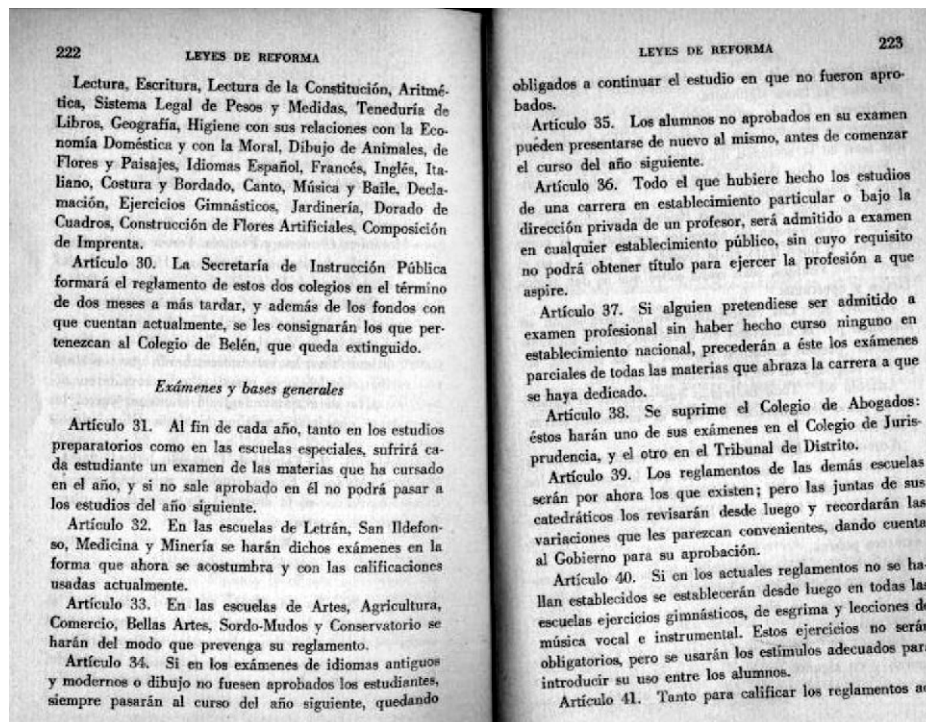 222
LEYES DE REFORMA
Lectura, Escritura, Lectura de la Constitución, Aritmé-
tica, Sistema Legal de Pesos y Medidas, Teneduría de
Libros, Geografía, Higiene con sus relaciones con la Eco-
nomía Doméstica y con la Moral, Dibujo de Animales, de
Flores y Paisajes, Idiomas Español, Francés, Inglés, Ita-
liano, Costura y Bordado, Canto, Música y Baile, Decla-
mación, Ejercicios Gimnásticos, Jardinería, Dorado de
Cuadros, Construcción de Flores Artificiales, Composición
de Imprenta.
Artículo 30. La Secretaría de Instrucción Pública
formará el reglamento de estos dos colegios en el término
de dos meses a más tardar, y además de los fondos con
que cuentan actualmente, se les consignarán los que per-
tenezcan al Colegio de Belén, que queda extinguido.
Exámenes y bases generales
Artículo 31. Al fin de cada año, tanto en los estudios
preparatorios como en las escuelas especiales, sufrirá ca-
da estudiante un examen de las materias que ha cursado
en el año, y si no sale aprobado en él no podrá pasar a
los estudios del año siguiente.
Artículo 32. En las escuelas de Letrán, San Ildefon-
so, Medicina y Minería se harán dichos exámenes en la
forma que ahora se acostumbra y con las calificaciones
usadas actualmente.
Artículo 33. En las escuelas de Artes, Agricultura,
Comercio, Bellas Artes, Sordo-Mudos y Conservatorio se
harán del modo que prevenga su reglamento.
Artículo 34. Si en los exámenes de idiomas antiguos
y modernos o dibujo no fuesen aprobados los estudiantes,
siempre pasarán al curso del año siguiente, quedando
LEYES DE REFORMA
223
obligados a continuar el estudio en que no fueron apro-
bados.
Artículo 35. Los alumnos no aprobados en su examen
pueden presentarse de nuevo al mismo, antes de comenzar
el curso del año siguiente.
Artículo 36. Todo el que hubiere hecho los estudios
de una carrera en establecimiento particular o bajo la
dirección privada de un profesor, será admitido a examen
en cualquier establecimiento público, sin cuyo requisito
no podrá obtener título para ejercer la profesión a que
aspire.
Artículo 37. Si alguien pretendiese ser admitido a
examen profesional sin haber hecho curso ninguno en
establecimiento nacional, precederán a éste los exámenes
parciales de todas las materias que abraza la carrera a que
se haya dedicado.
Artículo 38. Se suprime el Colegio de Abogados:
éstos harán uno de sus exámenes en el Colegio de Juris-
prudencia, y el otro en el Tribunal de Distrito.
Artículo 39. Los reglamentos de las demás escuelas
serán por ahora los que existen; pero las juntas de sus
catedráticos los revisarán desde luego y recordarán las
variaciones que les parezcan convenientes, dando cuenta
al Gobierno para su aprobación.
Artículo 40. Si en los actuales reglamentos no se ha-
llan establecidos se establecerán desde luego en todas las
escuelas ejercicios gimnásticos, de esgrima y lecciones de
música vocal e instrumental. Estos ejercicios no serán
obligatorios, pero se usarán los estímulos adecuados para
introducir su uso entre los alumnos.
Artículo 41. Tanto para calificar los reglamentos ac